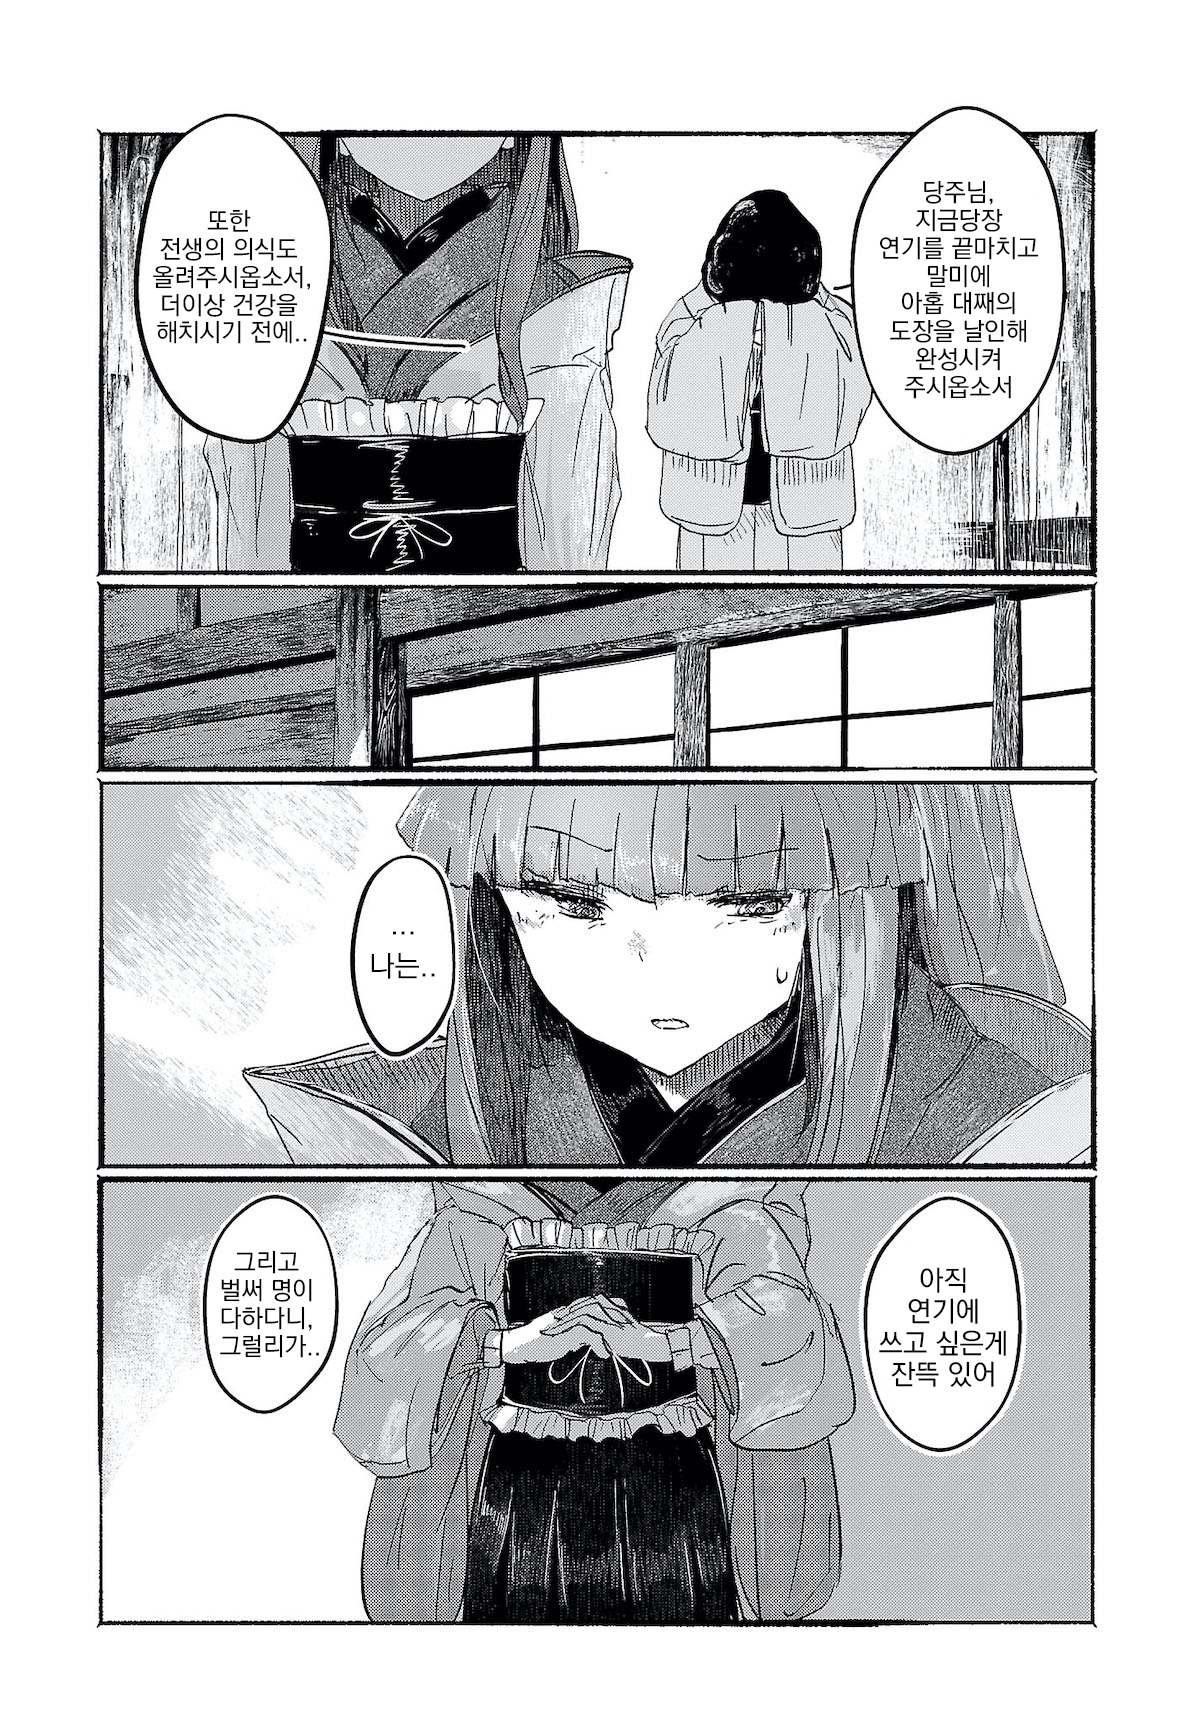 당주님,
지금당장
연기를 끝마치고
말미에
아홉 대째의
도장을 날인해
완성시켜
주시옵소서
또한
전생의 의식도
올려주시옵소서,
더이상 건강을
해치시기 전에..
...
나는..
아직
연기에
쓰고 싶은게
잔뜩 있어
그리고
벌써 명이
다하다니,
그럴리가..